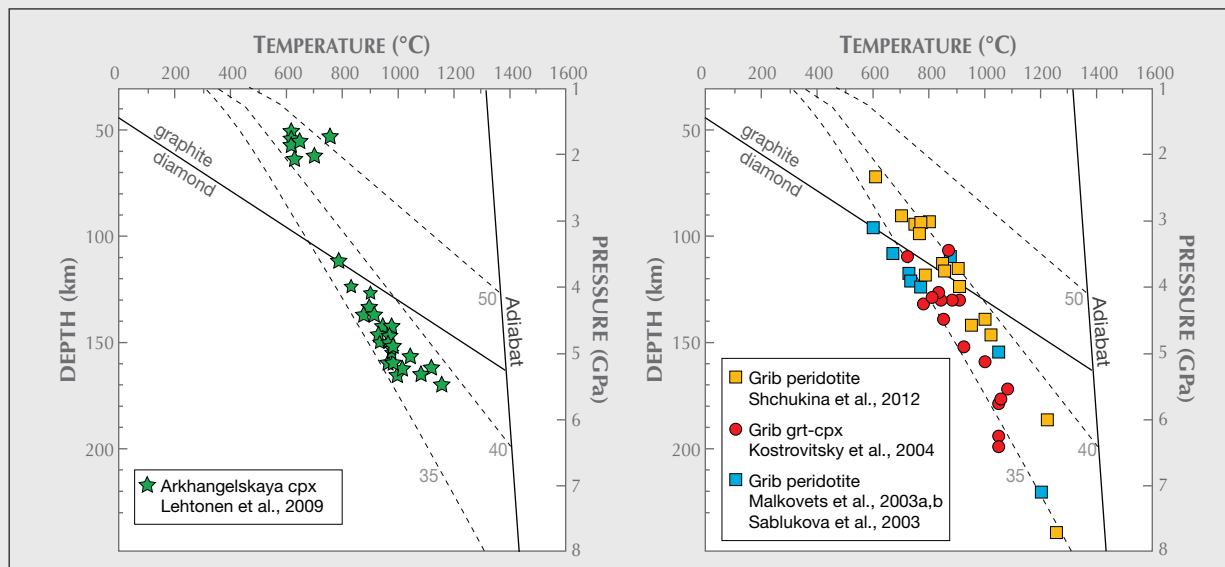 TEMPERATURE (°C)
0 200 400 600 800 1000 1200 1400 1600
DEPTH (km)
50
100
150
200
graphite
diamond
50
40
35
Adiabat
1
2
3
4
5
6
7
8
PRESSURE (GPa)
Arkhangelskaya cpx
Lehtonen et al., 2009
TEMPERATURE (°C)
0 200 400 600 800 1000 1200 1400 1600
DEPTH (km)
50
100
150
200
graphite
diamond
50
40
35
Adiabat
1
2
3
4
5
6
7
8
PRESSURE (GPa)
Grib peridotite
Shchukina et al., 2012
Grib grt-cpx
Kostrovitsky et al., 2004
Grib peridotite
Malkovets et al., 2003a,b
Sablukova et al., 2003